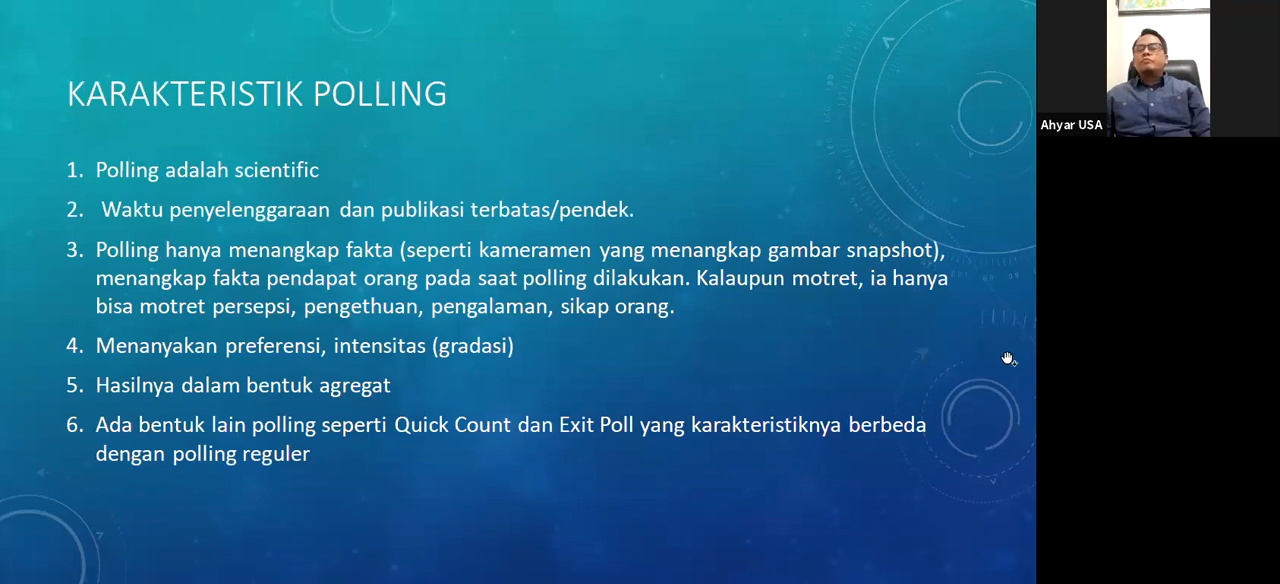 KARAKTERISTIK POLLING
1. Polling adalah scientific
2. Waktu penyelenggaraan dan publikasi terbatas/pendek.
3. Polling hanya menangkap fakta (seperti kameramen yang menangkap gambar snapshot),
menangkap fakta pendapat orang pada saat polling dilakukan. Kalaupun motret, ia hanya
bisa motret persepsi, pengethuan, pengalaman, sikap orang.
4. Menanyakan preferensi, intensitas (gradasi)
5. Hasilnya dalam bentuk agregat
6. Ada bentuk lain polling seperti Quick Count dan Exit Poll yang karakteristiknya berbeda
dengan polling reguler
Ahyar USA